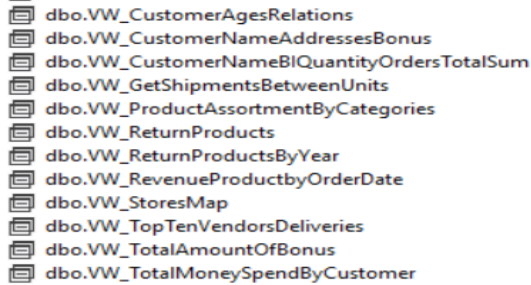 dbo.VW_CustomerAgesRelations
dbo.VW_CustomerNameAddressesBonus
dbo.VW_CustomerNameBIQuantityOrdersTotalSum
dbo.VW_GetShipmentsBetweenUnits
dbo.VW_ProductAssortmentByCategories
dbo.VW_ReturnProducts
dbo.VW_ReturnProductsByYear
dbo.VW_RevenueProductbyOrderDate
dbo.VW_StoresMap
dbo.VW_TopTenVendorsDeliveries
dbo.VW_TotalAmountOfBonus
dbo.VW_TotalMoneySpendByCustomer